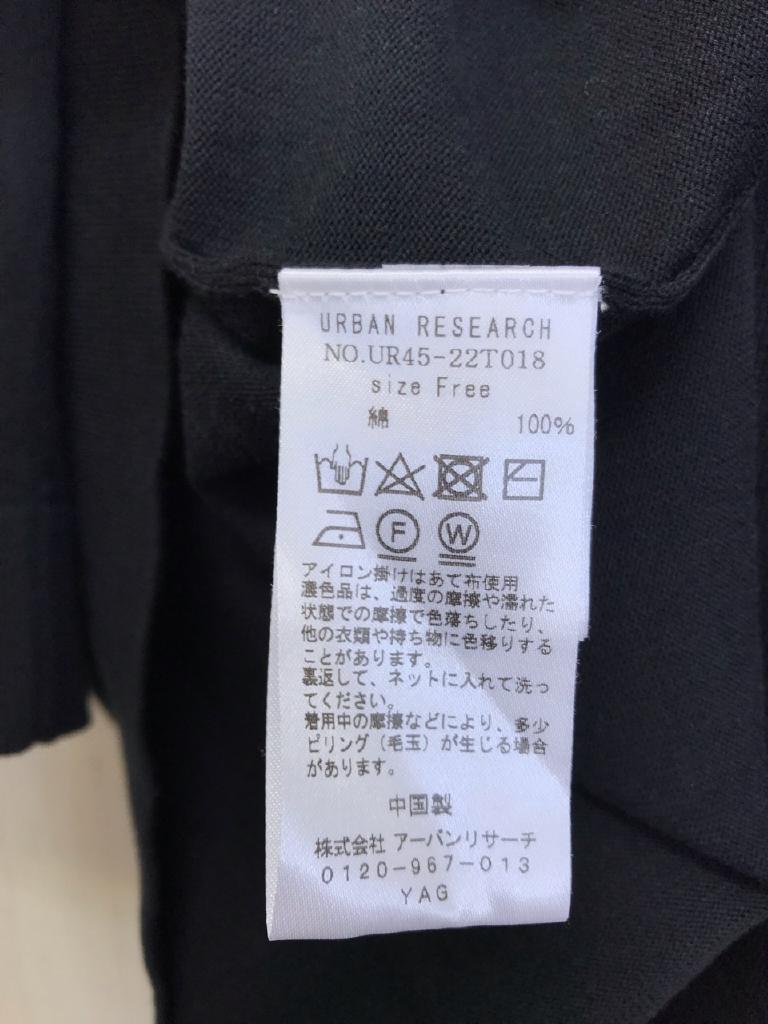 URBAN RESEARCH
NO.UR45-22T018
size Free
綿 100%
F W
アイロン掛けはあて布使用
濃色品は、過度の摩擦や濡れた
状態での摩擦で色落ちしたり、
他の衣類や持ち物に色移りする
ことがあります。
裏返して、ネットに入れて洗っ
てください。
着用中の摩擦などにより、多少
ピリング（毛玉）が生じる場合
があります。
中国製
株式会社 アーバンリサーチ
0120-967-013
YAG